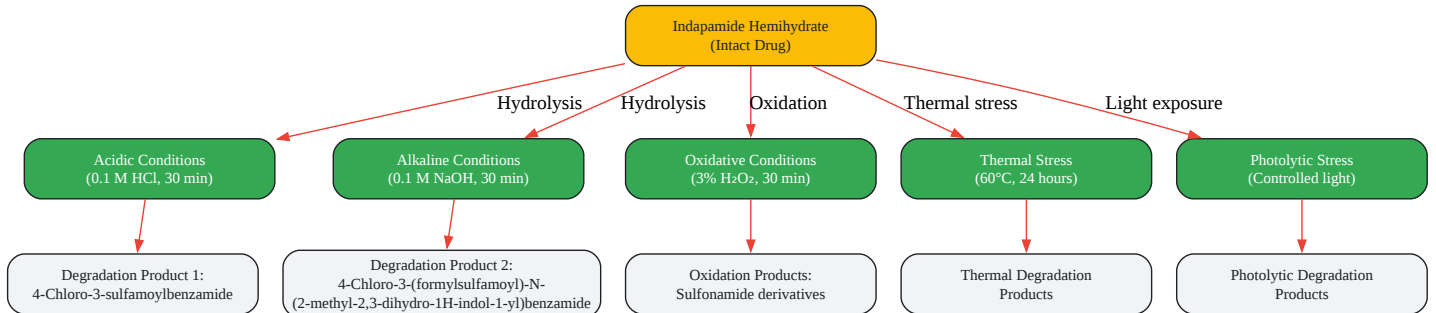 Indapamide Hemihydrate
(Intact Drug)
Hydrolysis
Hydrolysis
Oxidation
Thermal stress
Light exposure
Acidic Conditions
(0.1 M HCl, 30 min)
Alkaline Conditions
(0.1 M NaOH, 30 min)
Oxidative Conditions
(3% H₂O₂, 30 min)
Thermal Stress
(60°C, 24 hours)
Photolytic Stress
(Controlled light)
Degradation Product 1:
4-Chloro-3-sulfamoylbenzamide
Degradation Product 2:
4-Chloro-3-(formylsulfamoyl)-N-
(2-methyl-2,3-dihydro-1H-indol-1-yl)benzamide
Oxidation Products:
Sulfonamide derivatives
Thermal Degradation
Products
Photolytic Degradation
Products